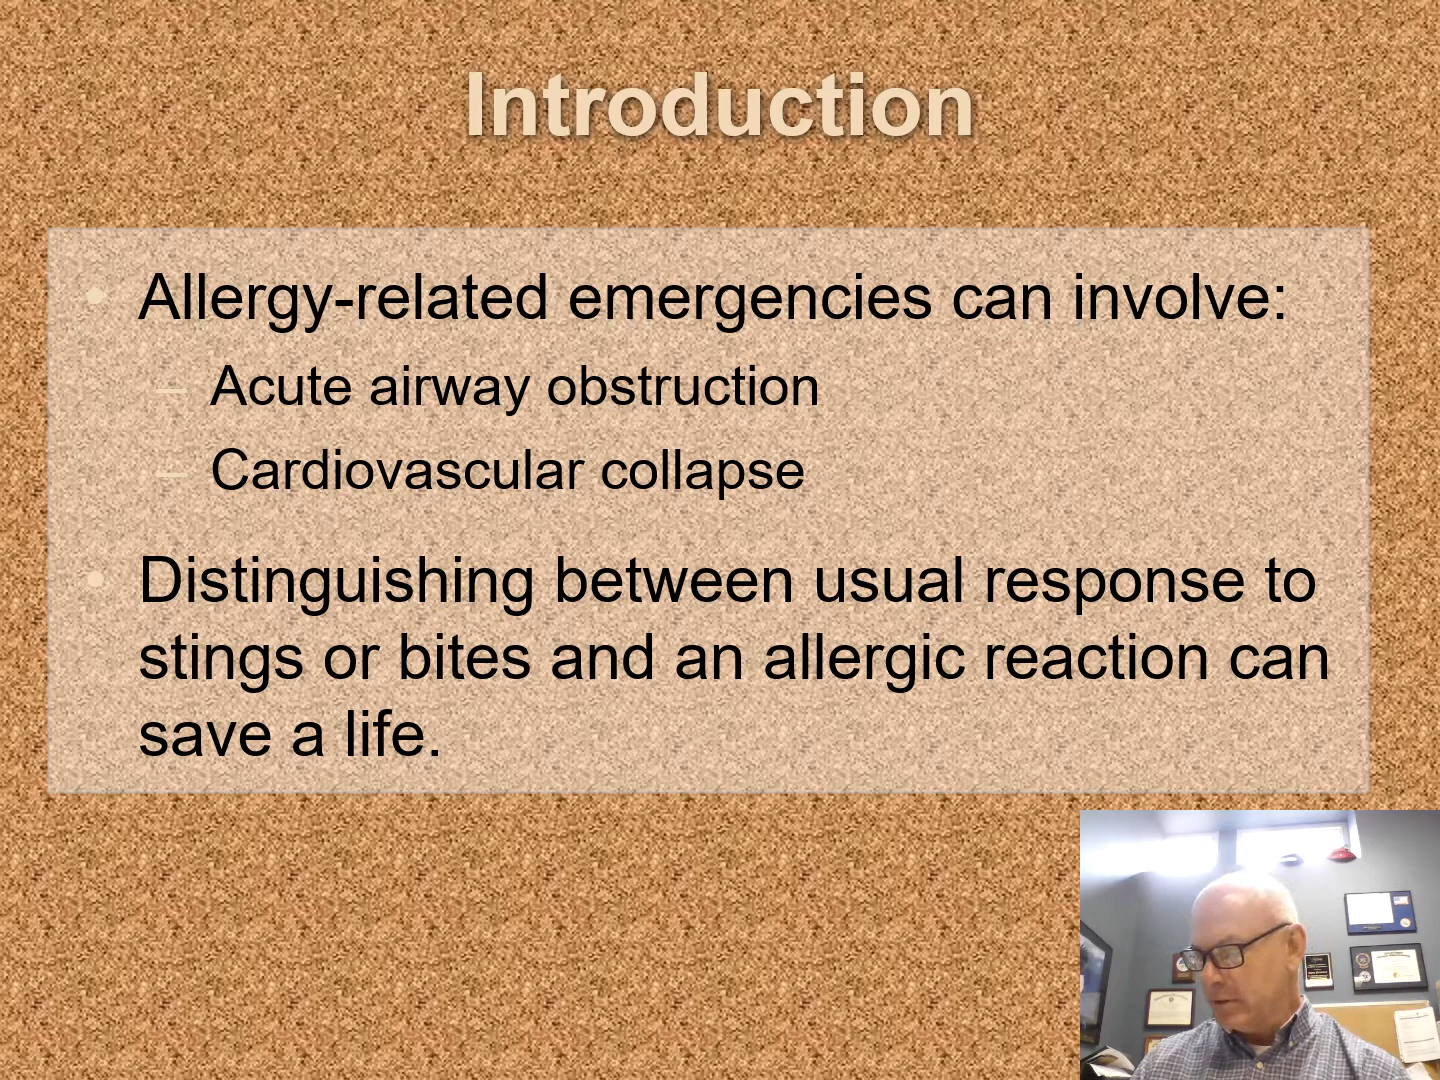 Introduction
• Allergy-related emergencies can involve:
– Acute airway obstruction
– Cardiovascular collapse
• Distinguishing between usual response to
stings or bites and an allergic reaction can
save a life.